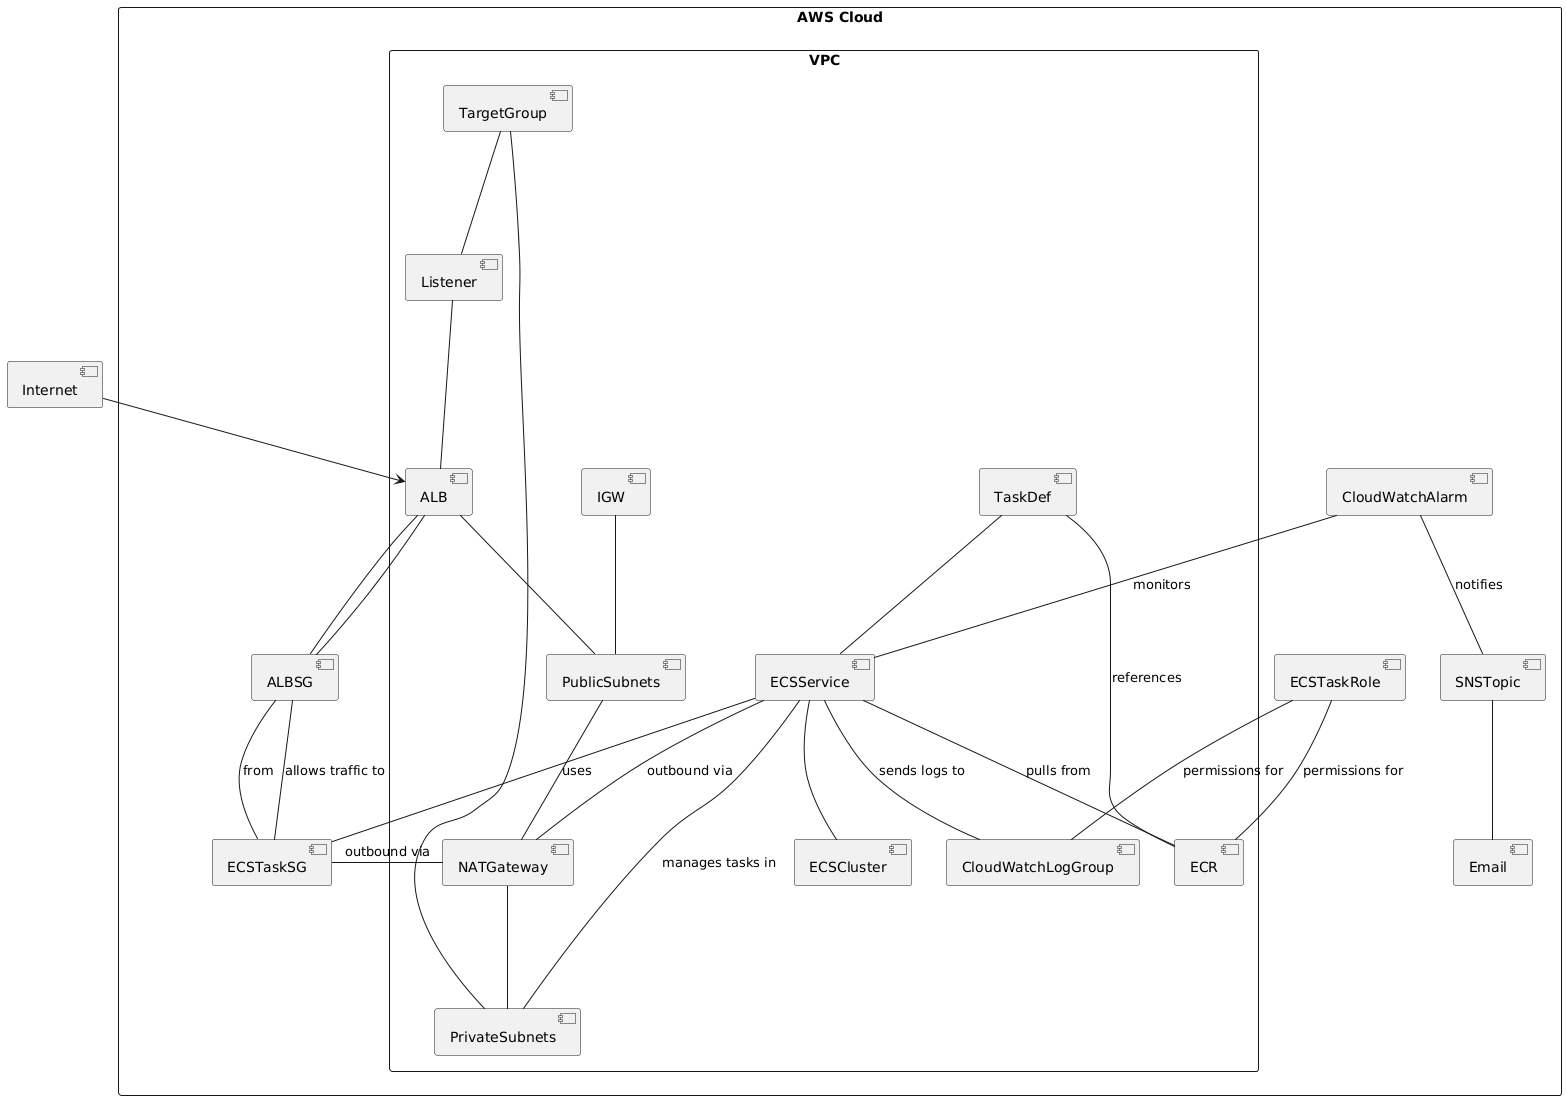 AWS Cloud
VPC
TargetGroup
Listener
Internet
ALB
IGW
TaskDef
CloudWatchAlarm
monitors
notifies
ALBSG
PublicSubnets
ECSService
references
ECSTaskRole
SNSTopic
from
allows traffic to
uses
outbound via
sends logs to
pulls from
permissions for
permissions for
outbound via
ECSTaskSG
NATGateway
manages tasks in
ECSCluster
CloudWatchLogGroup
ECR
Email
PrivateSubnets